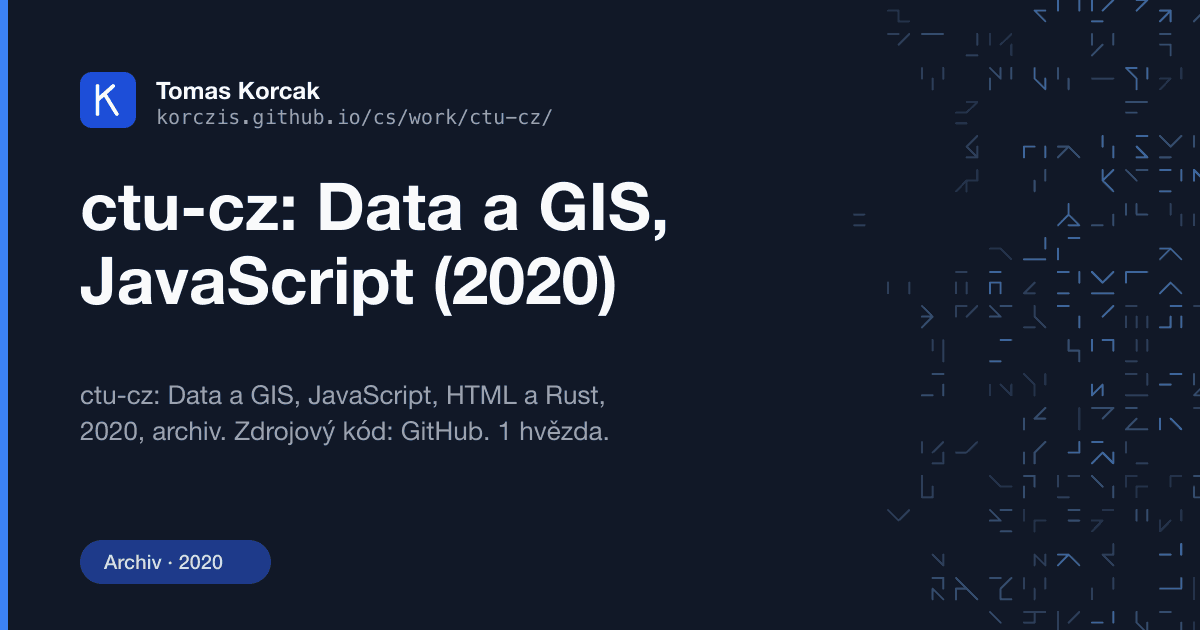 K
Tomas Korcak
korczis.github.io/cs/work/ctu-cz/
ctu-cz: Data a GIS,
JavaScript (2020)
ctu-cz: Data a GIS, JavaScript, HTML a Rust,
2020, archiv. Zdrojový kód: GitHub. 1 hvězda.
Archiv · 2020